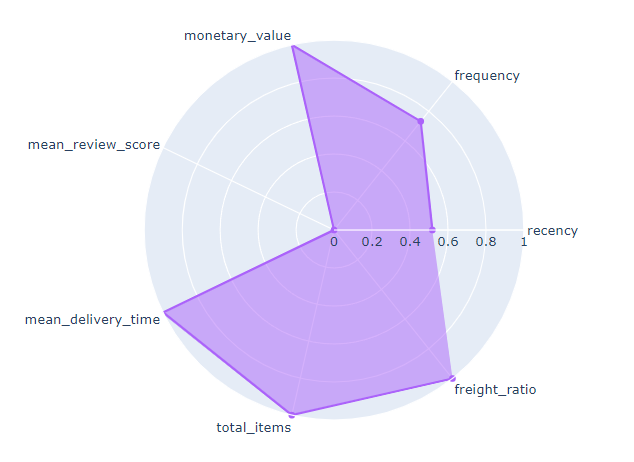 monetary_value
frequency
mean_review_score
recency
0 0.2 0.4 0.6 0.8 1
mean_delivery_time
freight_ratio
total_items